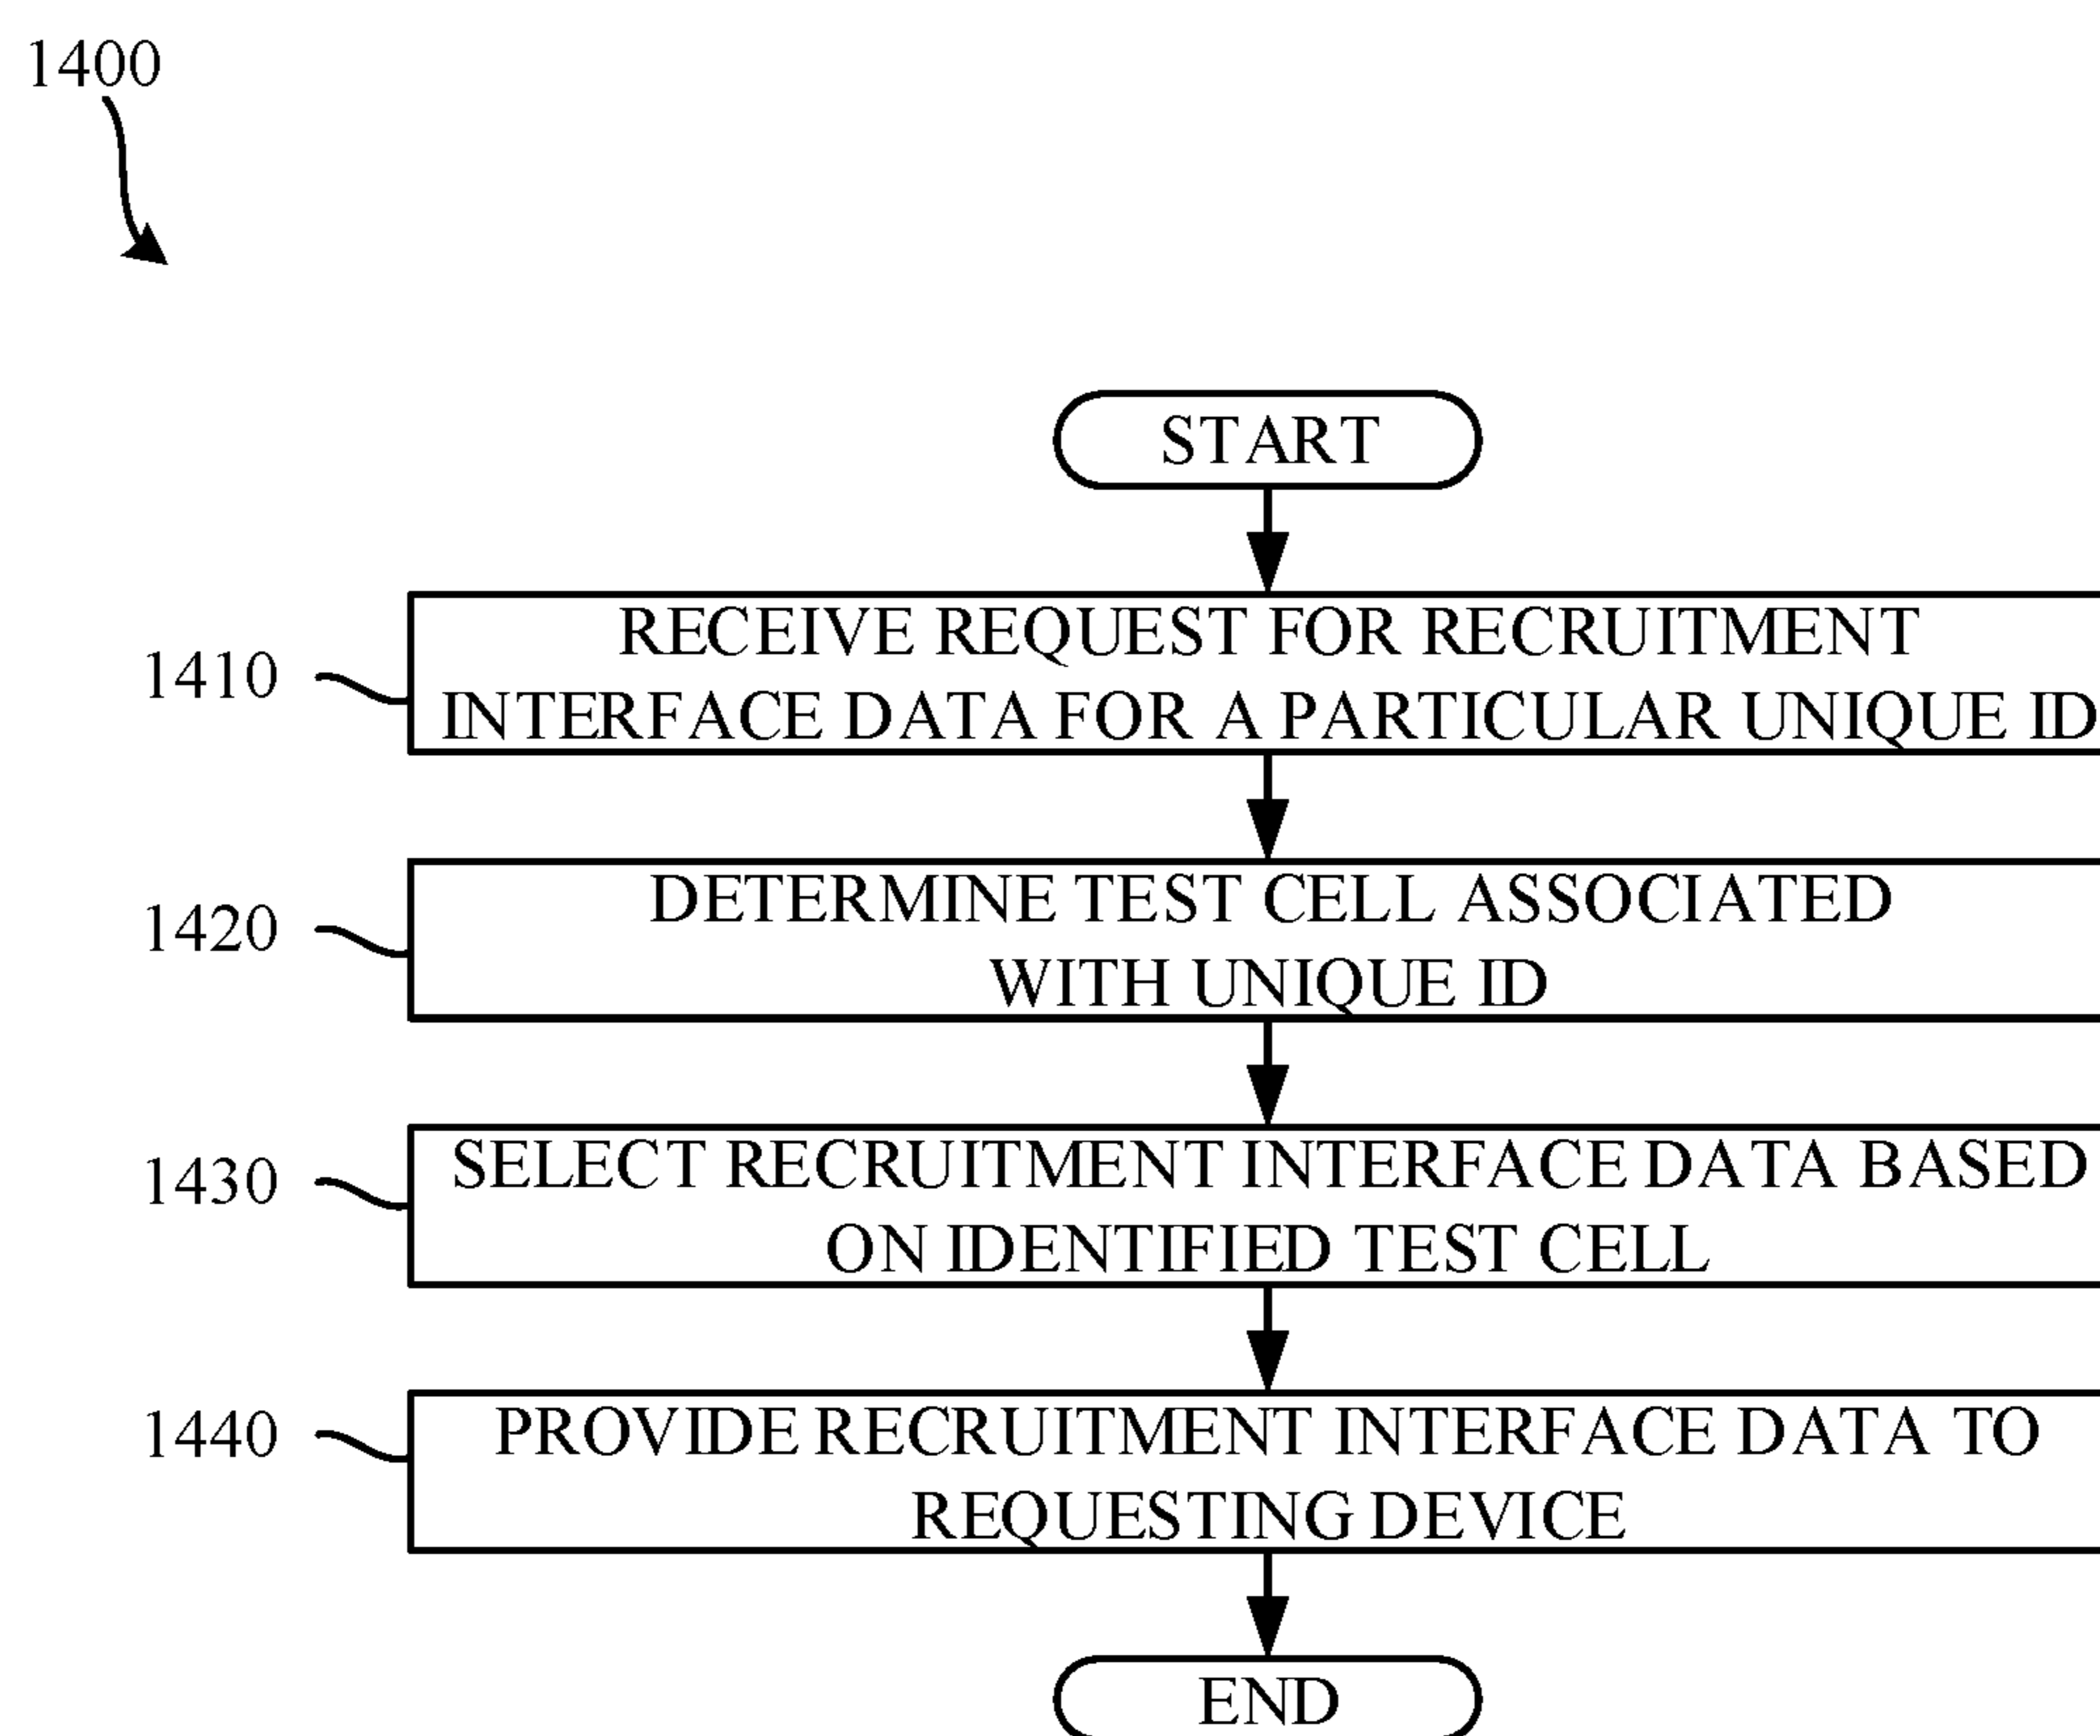 1400
START
1410
RECEIVE REQUEST FOR RECRUITMENT
INTERFACE DATA FOR A PARTICULAR UNIQUE ID
1420
DETERMINE TEST CELL ASSOCIATED
WITH UNIQUE ID
1430
SELECT RECRUITMENT INTERFACE DATA BASED
ON IDENTIFIED TEST CELL
1440
PROVIDE RECRUITMENT INTERFACE DATA TO
REQUESTING DEVICE
END